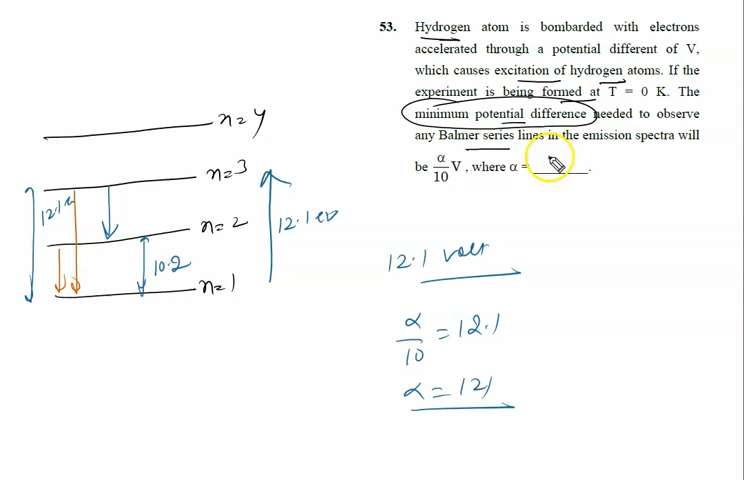 53. Hydrogen atom is bombarded with electrons
accelerated through a potential different of V,
which causes excitation of hydrogen atoms. If the
experiment is being formed at T = 0 K. The
minimum potential difference needed to observe
any Balmer series lines in the emission spectra will
be α/10 V, where α = ______.
n=4
n=3
12.1
n=2
12.1 ev
10.2
n=1
12.1 volt
α/10 = 12.1
α = 121